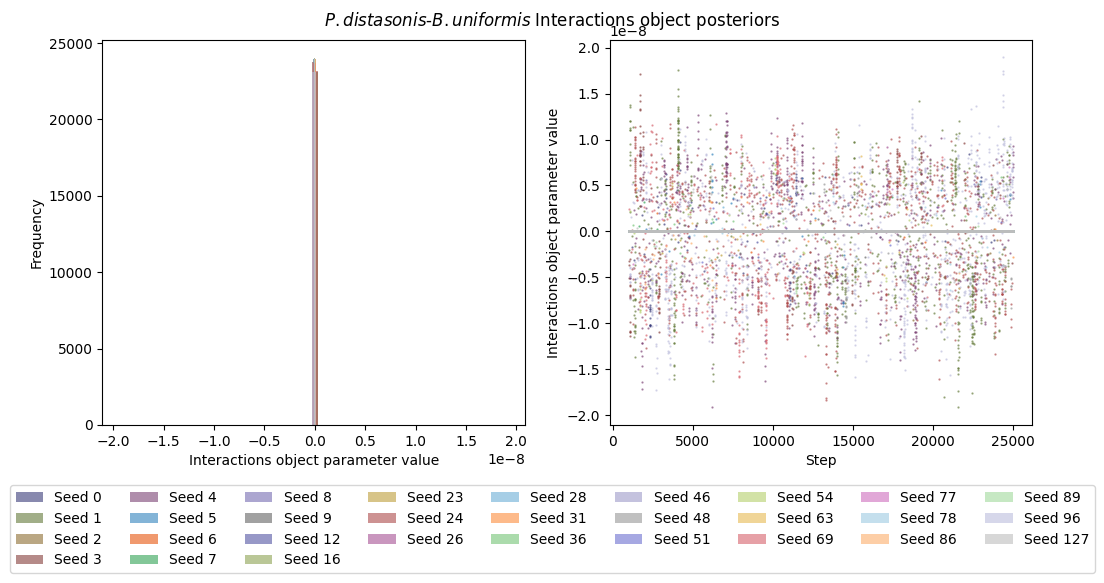 P.distasonis-B.uniformis Interactions object posteriors
25000
20000
15000
10000
5000
0
Frequency
−2.0 −1.5 −1.0 −0.5 0.0 0.5 1.0 1.5 2.0
Interactions object parameter value 1e−8
1e−8
2.0
1.5
1.0
0.5
0.0
−0.5
−1.0
−1.5
−2.0
Interactions object parameter value
0 5000 10000 15000 20000 25000
Step
Seed 0 Seed 4 Seed 8 Seed 23 Seed 28 Seed 46 Seed 54 Seed 77 Seed 89
Seed 1 Seed 5 Seed 9 Seed 24 Seed 31 Seed 48 Seed 63 Seed 78 Seed 96
Seed 2 Seed 6 Seed 12 Seed 26 Seed 36 Seed 51 Seed 69 Seed 86 Seed 127
Seed 3 Seed 7 Seed 16